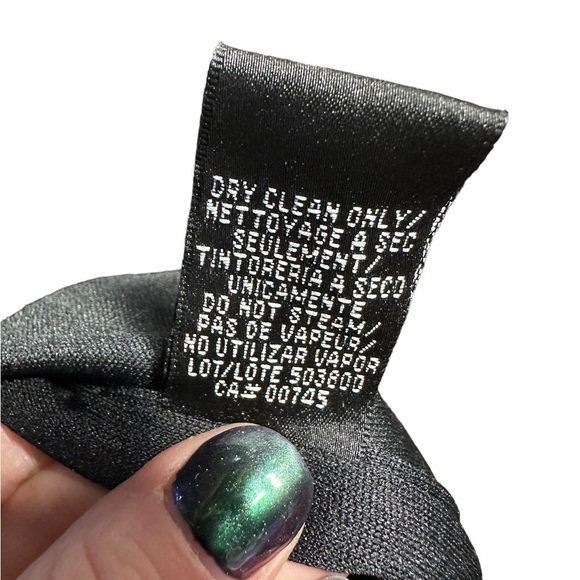 DRY CLEAN ONLY/
NETTOYAGE A SEC
SEULEMENT/
TINTORERIA A SECO
UNICAMENTE
DO NOT STEAM/
PAS DE VAPEUR/
NO UTILIZAR VAPOR
LOT/LOTE 503800
CA# 00745